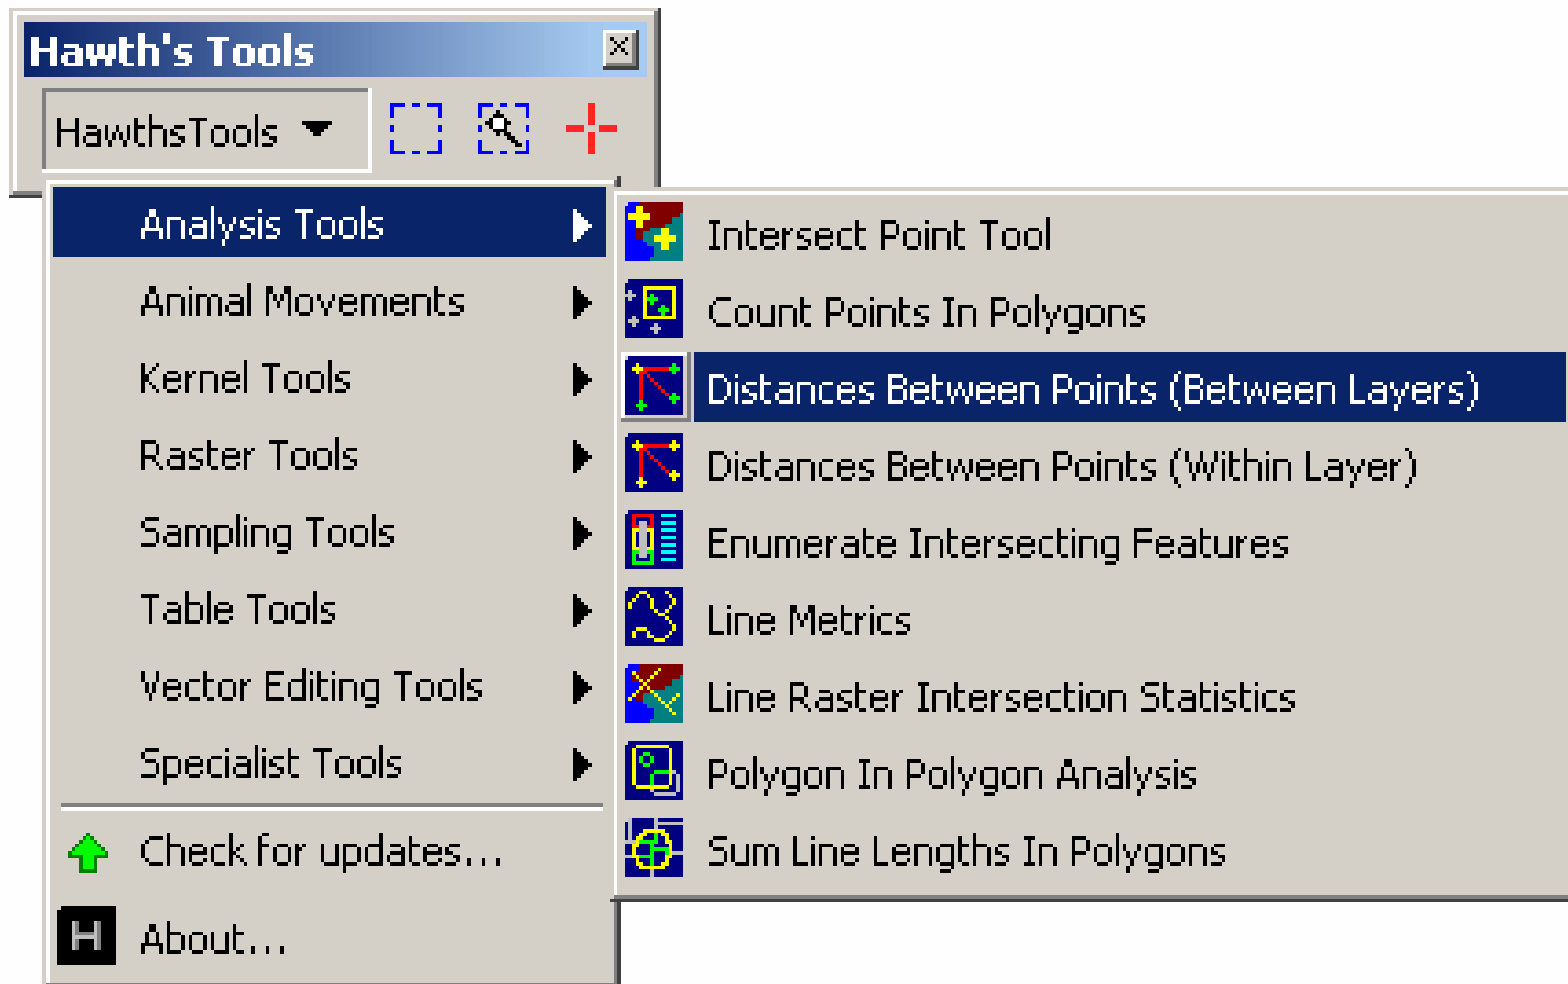 Hawth's Tools
HawthsTools
Analysis Tools
Animal Movements
Kernel Tools
Raster Tools
Sampling Tools
Table Tools
Vector Editing Tools
Specialist Tools
Check for updates...
H
About...
Intersect Point Tool
Count Points In Polygons
Distances Between Points (Between Layers)
Distances Between Points (Within Layer)
Enumerate Intersecting Features
Line Metrics
Line Raster Intersection Statistics
Polygon In Polygon Analysis
Sum Line Lengths In Polygons